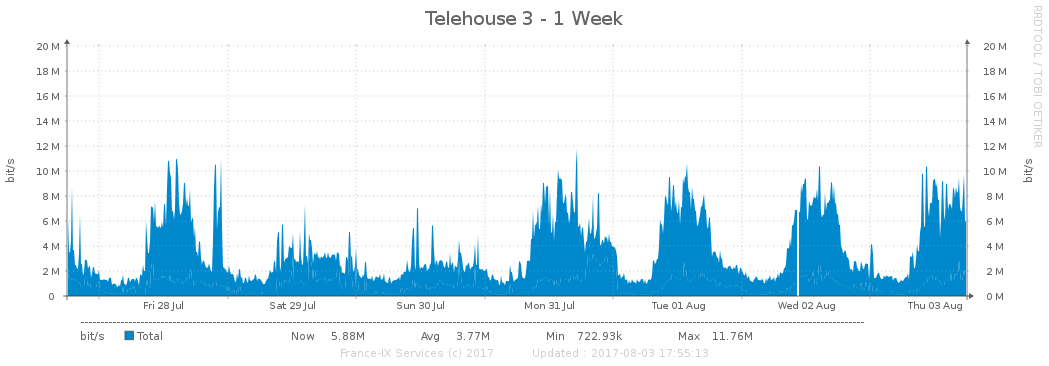 Telehouse 3 - 1 Week
RRDTOOL / TOBI OETIKER
20 M 20 M
18 M 18 M
16 M 16 M
14 M 14 M
12 M 12 M
10 M 10 M
8 M 8 M
6 M 6 M
4 M 4 M
2 M 2 M
0 0 M
bit/s bit/s
Fri 28 Jul Sat 29 Jul Sun 30 Jul Mon 31 Jul Tue 01 Aug Wed 02 Aug Thu 03 Aug
bit/s Total Now 5.88M Avg 3.77M Min 722.93k Max 11.76M
France-IX Services (c) 2017 Updated : 2017-08-03 17:55:13